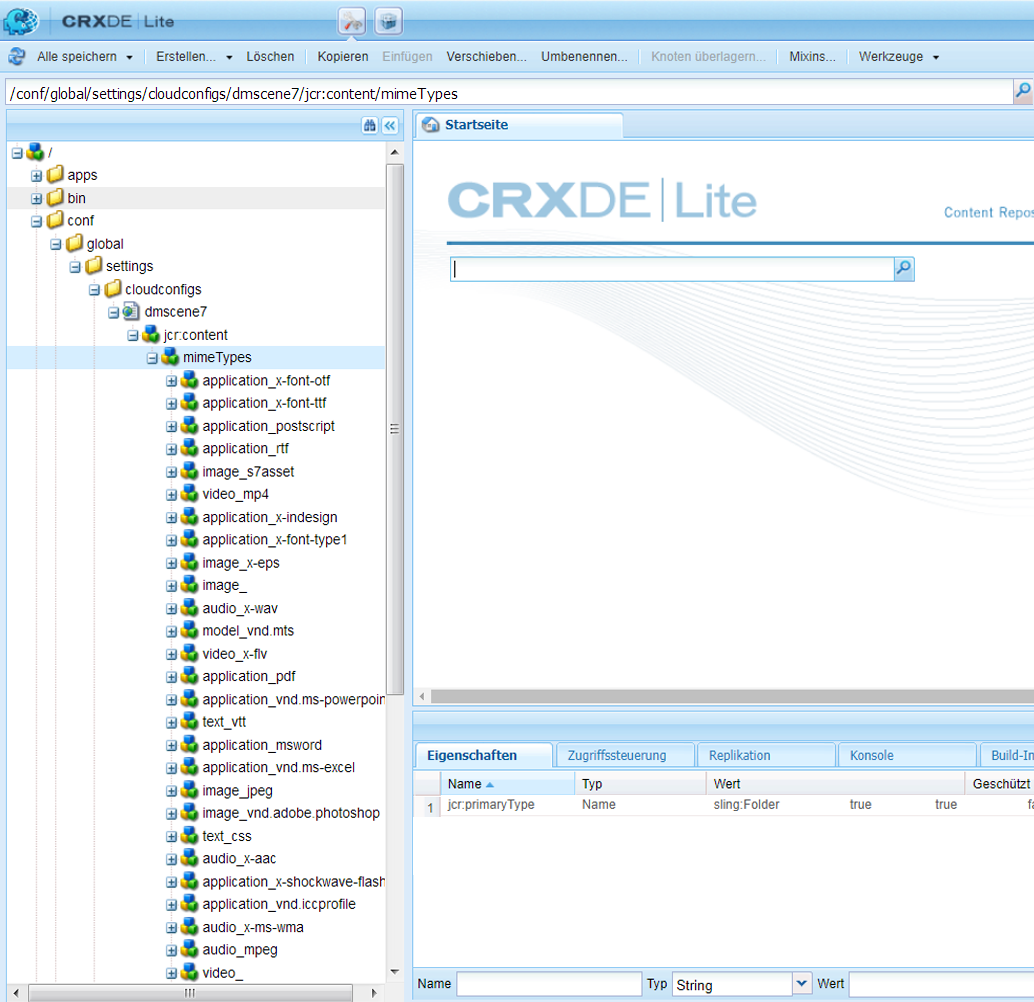 CRXDE | Lite
Alle speichern Erstellen... Löschen Kopieren Einfügen Verschieben... Umbenennen... Knoten überlagern... Mixins... Werkzeuge
/conf/global/settings/cloudconfigs/dmscene7/jcr:content/mimeTypes
Startseite
/
apps
bin
conf
global
settings
cloudconfigs
dmscene7
jcr:content
mimeTypes
application_x-font-otf
application_x-font-ttf
application_postscript
application_rtf
image_s7asset
video_mp4
application_x-indesign
application_x-font-type1
image_x-eps
image_
audio_x-wav
model_vnd.mts
video_x-flv
application_pdf
application_vnd.ms-powerpoin
text_vtt
application_msword
application_vnd.ms-excel
image_jpeg
image_vnd.adobe.photoshop
text_css
audio_x-aac
application_x-shockwave-flash
application_vnd.iccprofile
audio_x-ms-wma
audio_mpeg
video_
CRXDE | Lite
Content Repos
Eigenschaften Zugriffssteuerung Replikation Konsole Build-In
Name Typ Wert Geschützt
1 jcr:primaryType Name sling:Folder true true fa
Name Typ String Wert